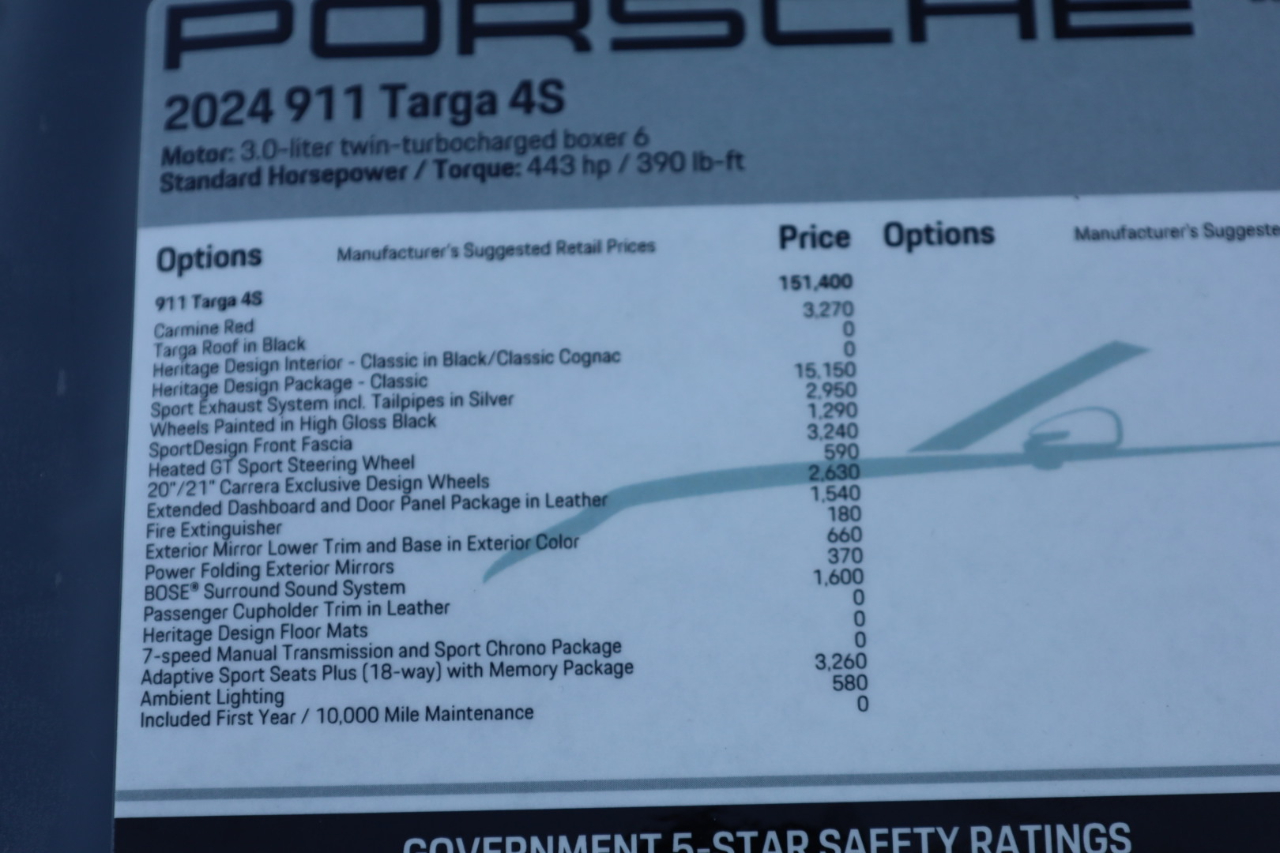 PORSCHE
2024 911 Targa 4S
Motor: 3.0-liter twin-turbocharged boxer 6
Standard Horsepower / Torque: 443 hp / 390 lb-ft
Options Manufacturer's Suggested Retail Prices Price Options Manufacturer's Suggeste
911 Targa 4S 151,400
Carmine Red 3,270
Targa Roof in Black 0
Heritage Design Interior - Classic in Black/Classic Cognac 0
Heritage Design Package - Classic 15,150
Sport Exhaust System incl. Tailpipes in Silver 2,950
Wheels Painted in High Gloss Black 1,290
SportDesign Front Fascia 3,240
Heated GT Sport Steering Wheel 590
20"/21" Carrera Exclusive Design Wheels 2,630
Extended Dashboard and Door Panel Package in Leather 1,540
Fire Extinguisher 180
Exterior Mirror Lower Trim and Base in Exterior Color 660
Power Folding Exterior Mirrors 370
BOSE® Surround Sound System 1,600
Passenger Cupholder Trim in Leather 0
Heritage Design Floor Mats 0
7-speed Manual Transmission and Sport Chrono Package 0
Adaptive Sport Seats Plus (18-way) with Memory Package 3,260
Ambient Lighting 580
Included First Year / 10,000 Mile Maintenance 0
GOVERNMENT 5-STAR SAFETY RATINGS